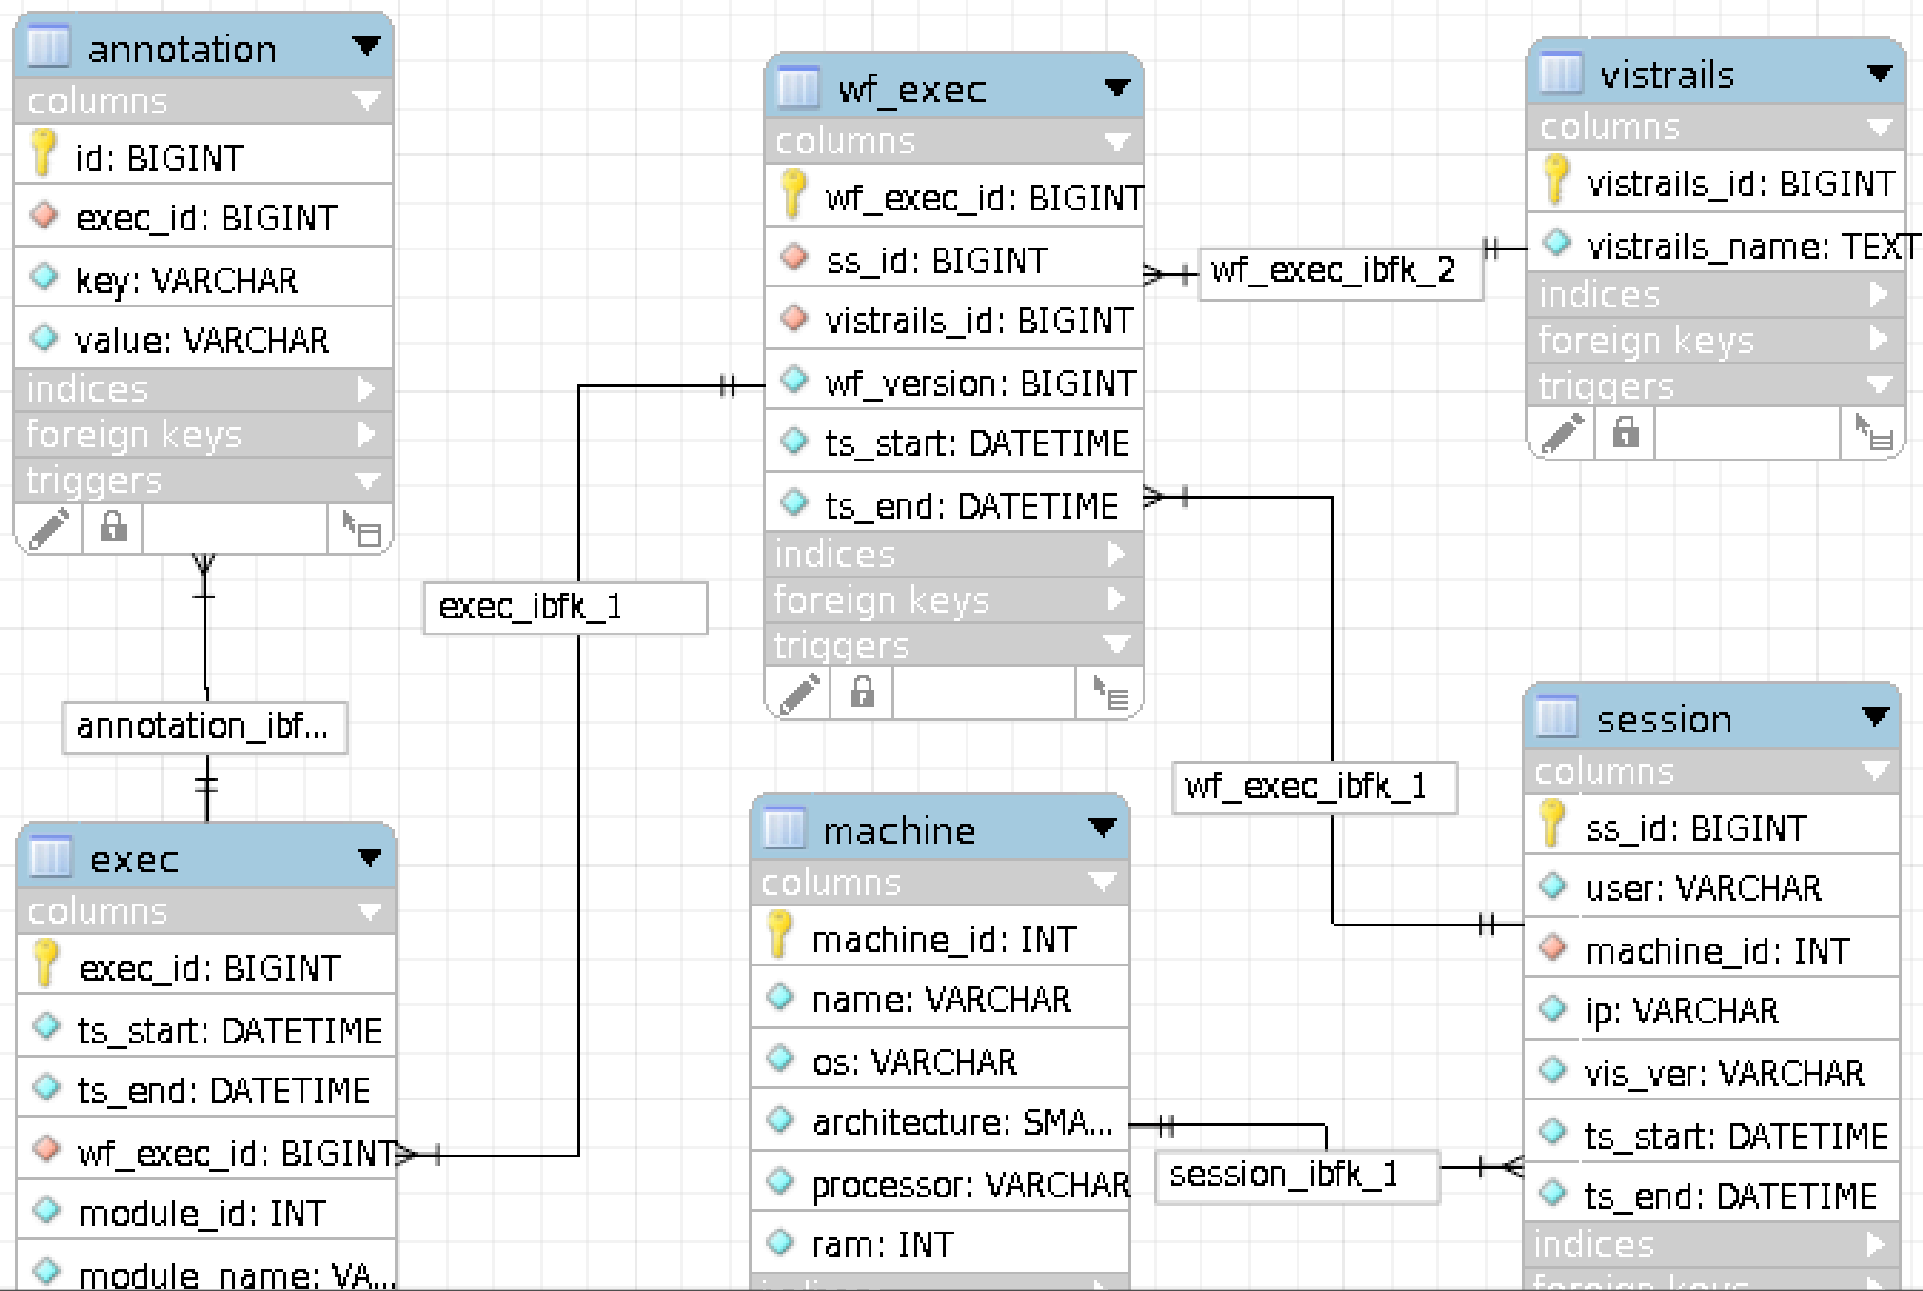 annotation
columns
id: BIGINT
exec_id: BIGINT
key: VARCHAR
value: VARCHAR
indices
foreign keys
triggers
annotation_ibf...
exec
columns
exec_id: BIGINT
ts_start: DATETIME
ts_end: DATETIME
wf_exec_id: BIGINT
module_id: INT
module_name: VA...
exec_ibfk_1
wf_exec
columns
wf_exec_id: BIGINT
ss_id: BIGINT
vistrails_id: BIGINT
wf_version: BIGINT
ts_start: DATETIME
ts_end: DATETIME
indices
foreign keys
triggers
machine
columns
machine_id: INT
name: VARCHAR
os: VARCHAR
architecture: SMA...
processor: VARCHAR
ram: INT
wf_exec_ibfk_2
wf_exec_ibfk_1
session_ibfk_1
vistrails
columns
vistrails_id: BIGINT
vistrails_name: TEXT
indices
foreign keys
triggers
session
columns
ss_id: BIGINT
user: VARCHAR
machine_id: INT
ip: VARCHAR
vis_ver: VARCHAR
ts_start: DATETIME
ts_end: DATETIME
indices
foreign keys